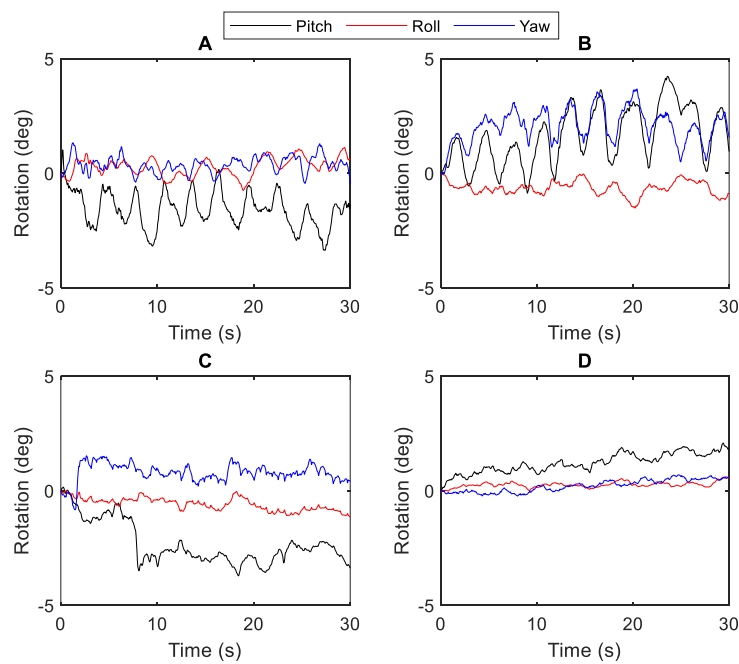 Pitch Roll Yaw
A B
5 5
0 0
-5 -5
Rotation (deg) Rotation (deg)
0 10 20 30 0 10 20 30
Time (s) Time (s)
C D
5 5
0 0
-5 -5
Rotation (deg) Rotation (deg)
0 10 20 30 0 10 20 30
Time (s) Time (s)